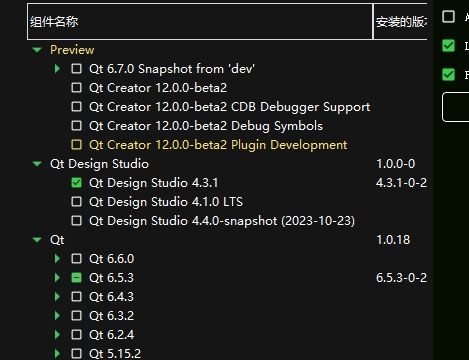 组件名称 安装的版本
Preview
Qt 6.7.0 Snapshot from 'dev'
Qt Creator 12.0.0-beta2
Qt Creator 12.0.0-beta2 CDB Debugger Support
Qt Creator 12.0.0-beta2 Debug Symbols
Qt Creator 12.0.0-beta2 Plugin Development
Qt Design Studio 1.0.0-0
Qt Design Studio 4.3.1 4.3.1-0-2
Qt Design Studio 4.1.0 LTS
Qt Design Studio 4.4.0-snapshot (2023-10-23)
Qt 1.0.18
Qt 6.6.0
Qt 6.5.3 6.5.3-0-2
Qt 6.4.3
Qt 6.3.2
Qt 6.2.4
Qt 5.15.2